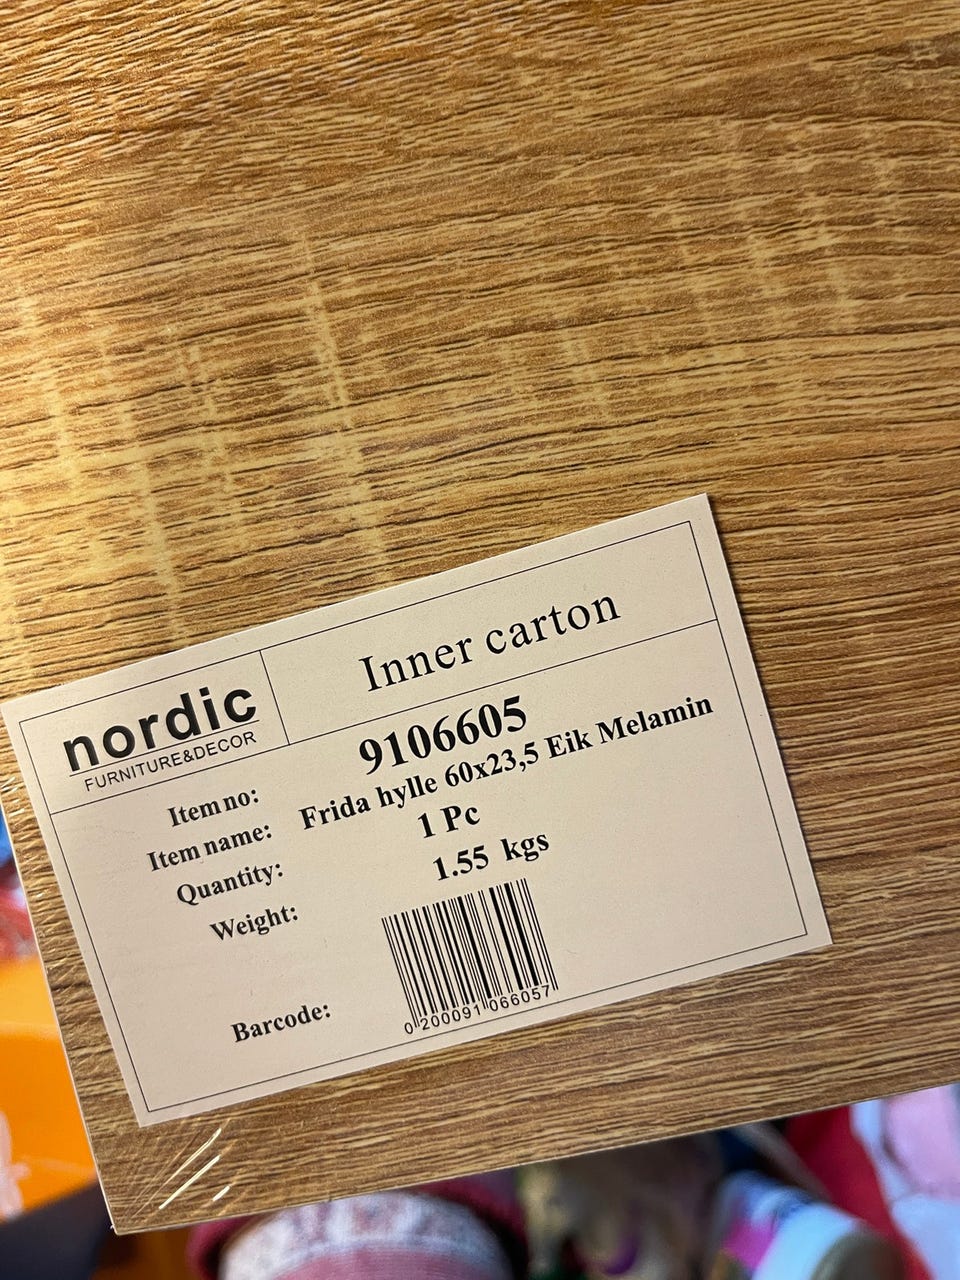 nordic
FURNITURE&DECOR
Inner carton
Item no: 9106605
Item name: Frida hylle 60x23,5 Eik Melamin
Quantity: 1 Pc
Weight: 1.55 kgs
Barcode:
0 200091 066057